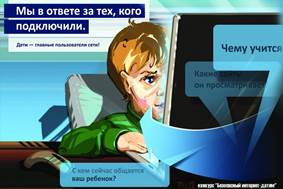 Мы в ответе за тех, кого
подключили.
Дети — главные пользователи сети!
Чему учится
Какие сайты
он просматривает
С кем сейчас общается
ваш ребенок?
конкурс "Безопасный интернет -детям!"